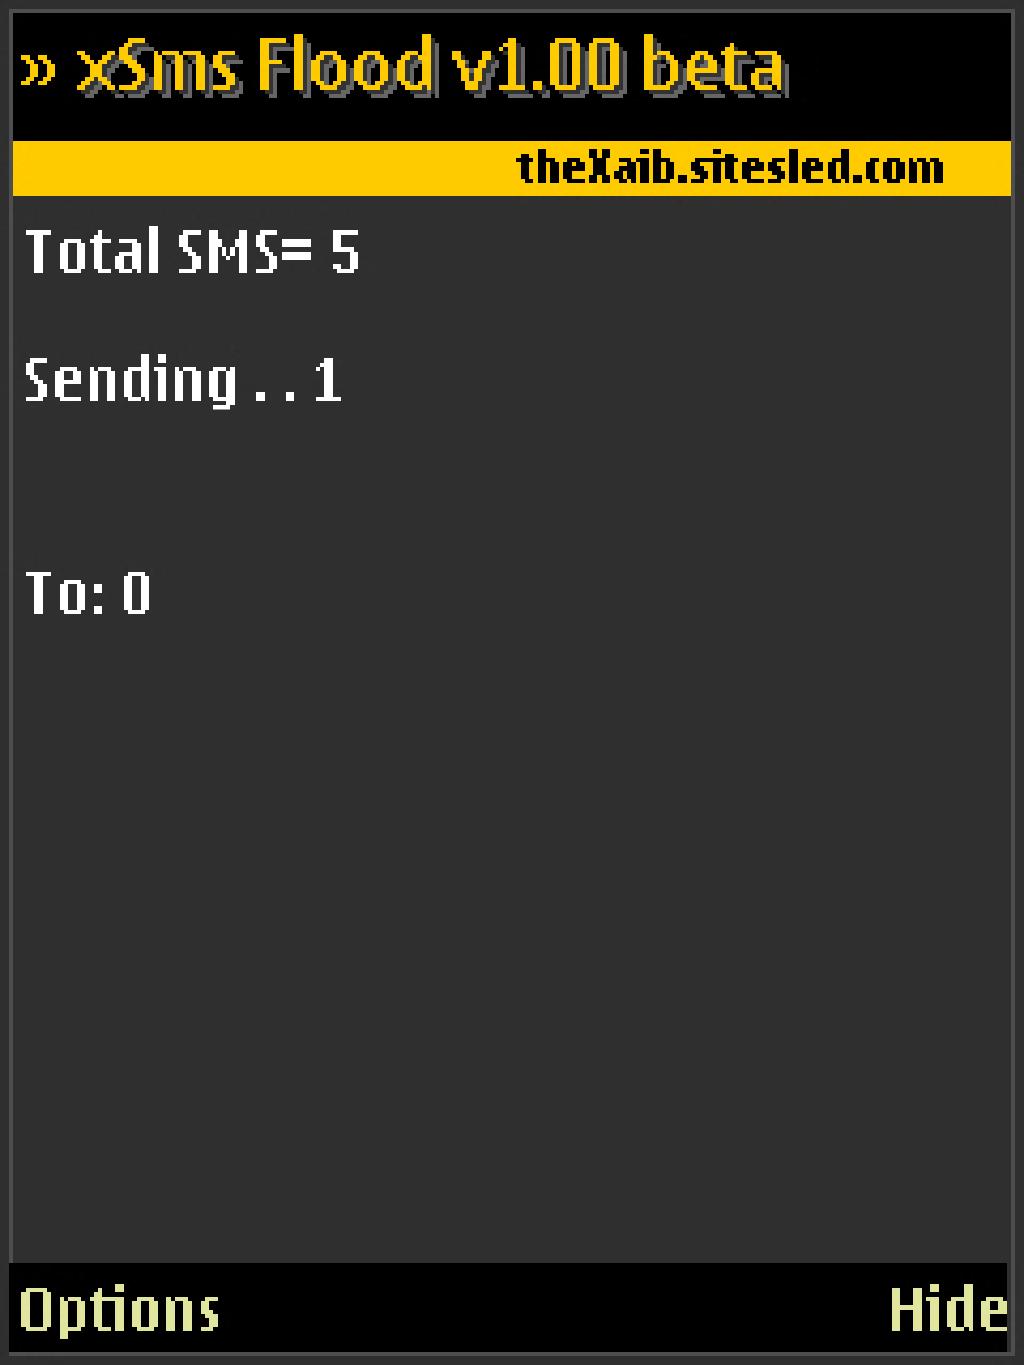 » xSms Flood v1.00 beta
theXaib.sitesled.com
Total SMS= 5
Sending . . 1
To: 0
Options Hide